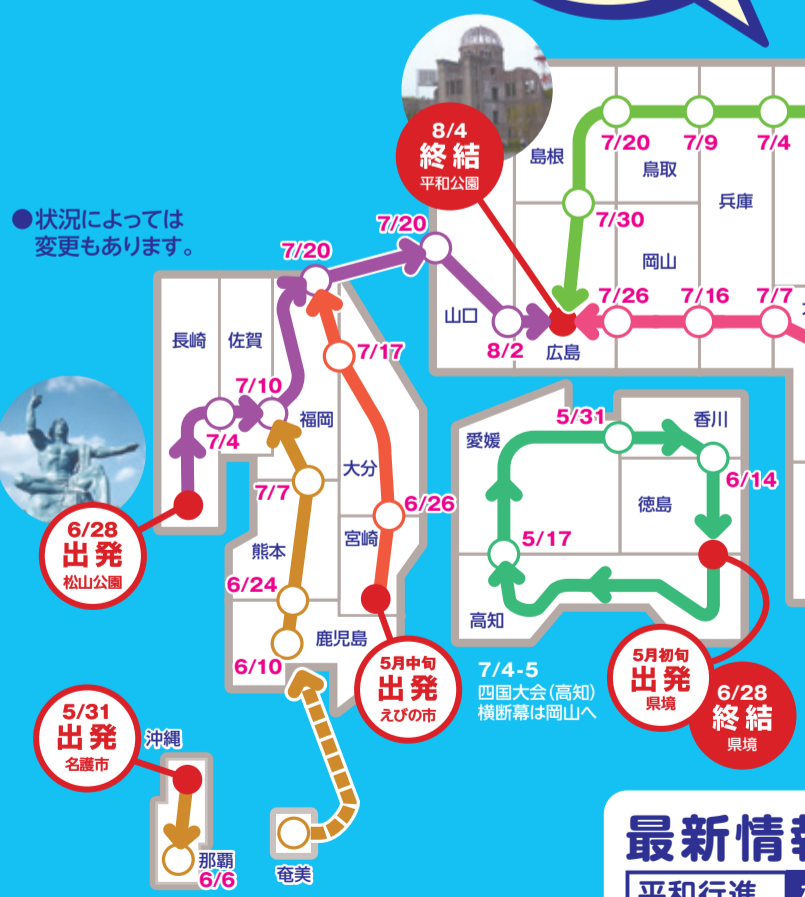 8/4
終結
平和公園
島根
7/20
7/9
7/4
鳥取
兵庫
●状況によっては
変更もあります。
7/20
7/20
7/30
岡山
7/26
7/16
7/7
山口
8/2
広島
長崎
佐賀
7/10
7/4
7/17
福岡
大分
7/7
6/26
宮崎
熊本
6/24
鹿児島
6/10
6/28
出発
松山公園
愛媛
5/31
香川
6/14
徳島
5/17
高知
5月中旬
出発
えびの市
7/4-5
四国大会(高知)
横断幕は岡山へ
5月初旬
出発
県境
6/28
終結
県境
5/31
出発
名護市
沖縄
那覇
6/6
奄美
最新情
平和行進